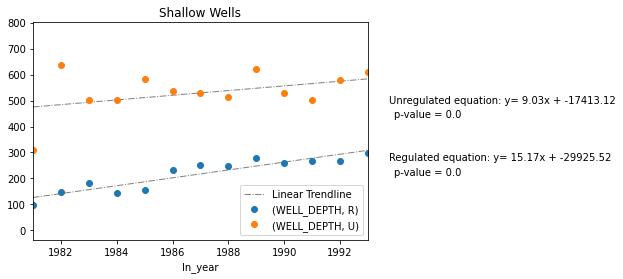 Shallow Wells
800
700
600
500
400
300
200
100
0
1982
1984
1986
1988
1990
1992
In_year
Linear Trendline
(WELL_DEPTH, R)
(WELL_DEPTH, U)
Unregulated equation: y= 9.03x + -17413.12
p-value = 0.0
Regulated equation: y= 15.17x + -29925.52
p-value = 0.0